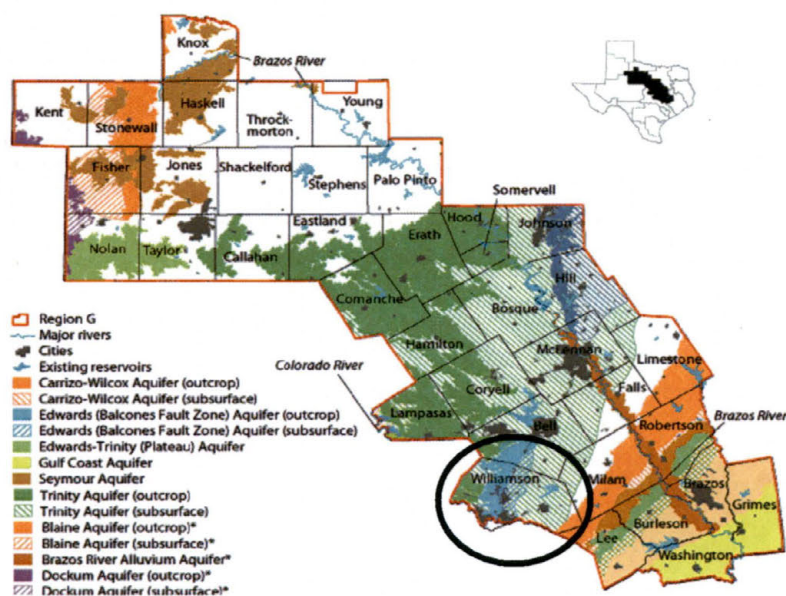 Knox
Brazos River
Kent
Stonewall
Haskell
Throck-
morton
Young
Fisher
Jones
Shackelford
Stephens
Palo Pinto
Somervell
Nolan
Taylor
Callahan
Eastland
Erath
Hood
Johnson
Comanche
Bosque
Hill
Hamilton
McLennan
Limestone
Colorado River
Coryell
Falls
Lampasas
Bell
Robertson
Brazos River
Williamson
Milam
Brazos
Grimes
Lee
Burleson
Washington
Region G
Major rivers
Cities
Existing reservoirs
Carrizo-Wilcox Aquifer (outcrop)
Carrizo-Wilcox Aquifer (subsurface)
Edwards (Balcones Fault Zone) Aquifer (outcrop)
Edwards (Balcones Fault Zone) Aquifer (subsurface)
Edwards-Trinity (Plateau) Aquifer
Gulf Coast Aquifer
Seymour Aquifer
Trinity Aquifer (outcrop)
Trinity Aquifer (subsurface)
Blaine Aquifer (outcrop)*
Blaine Aquifer (subsurface)*
Brazos River Alluvium Aquifer*
Dockum Aquifer (outcrop)*
Dockum Aquifer (subsurface)*